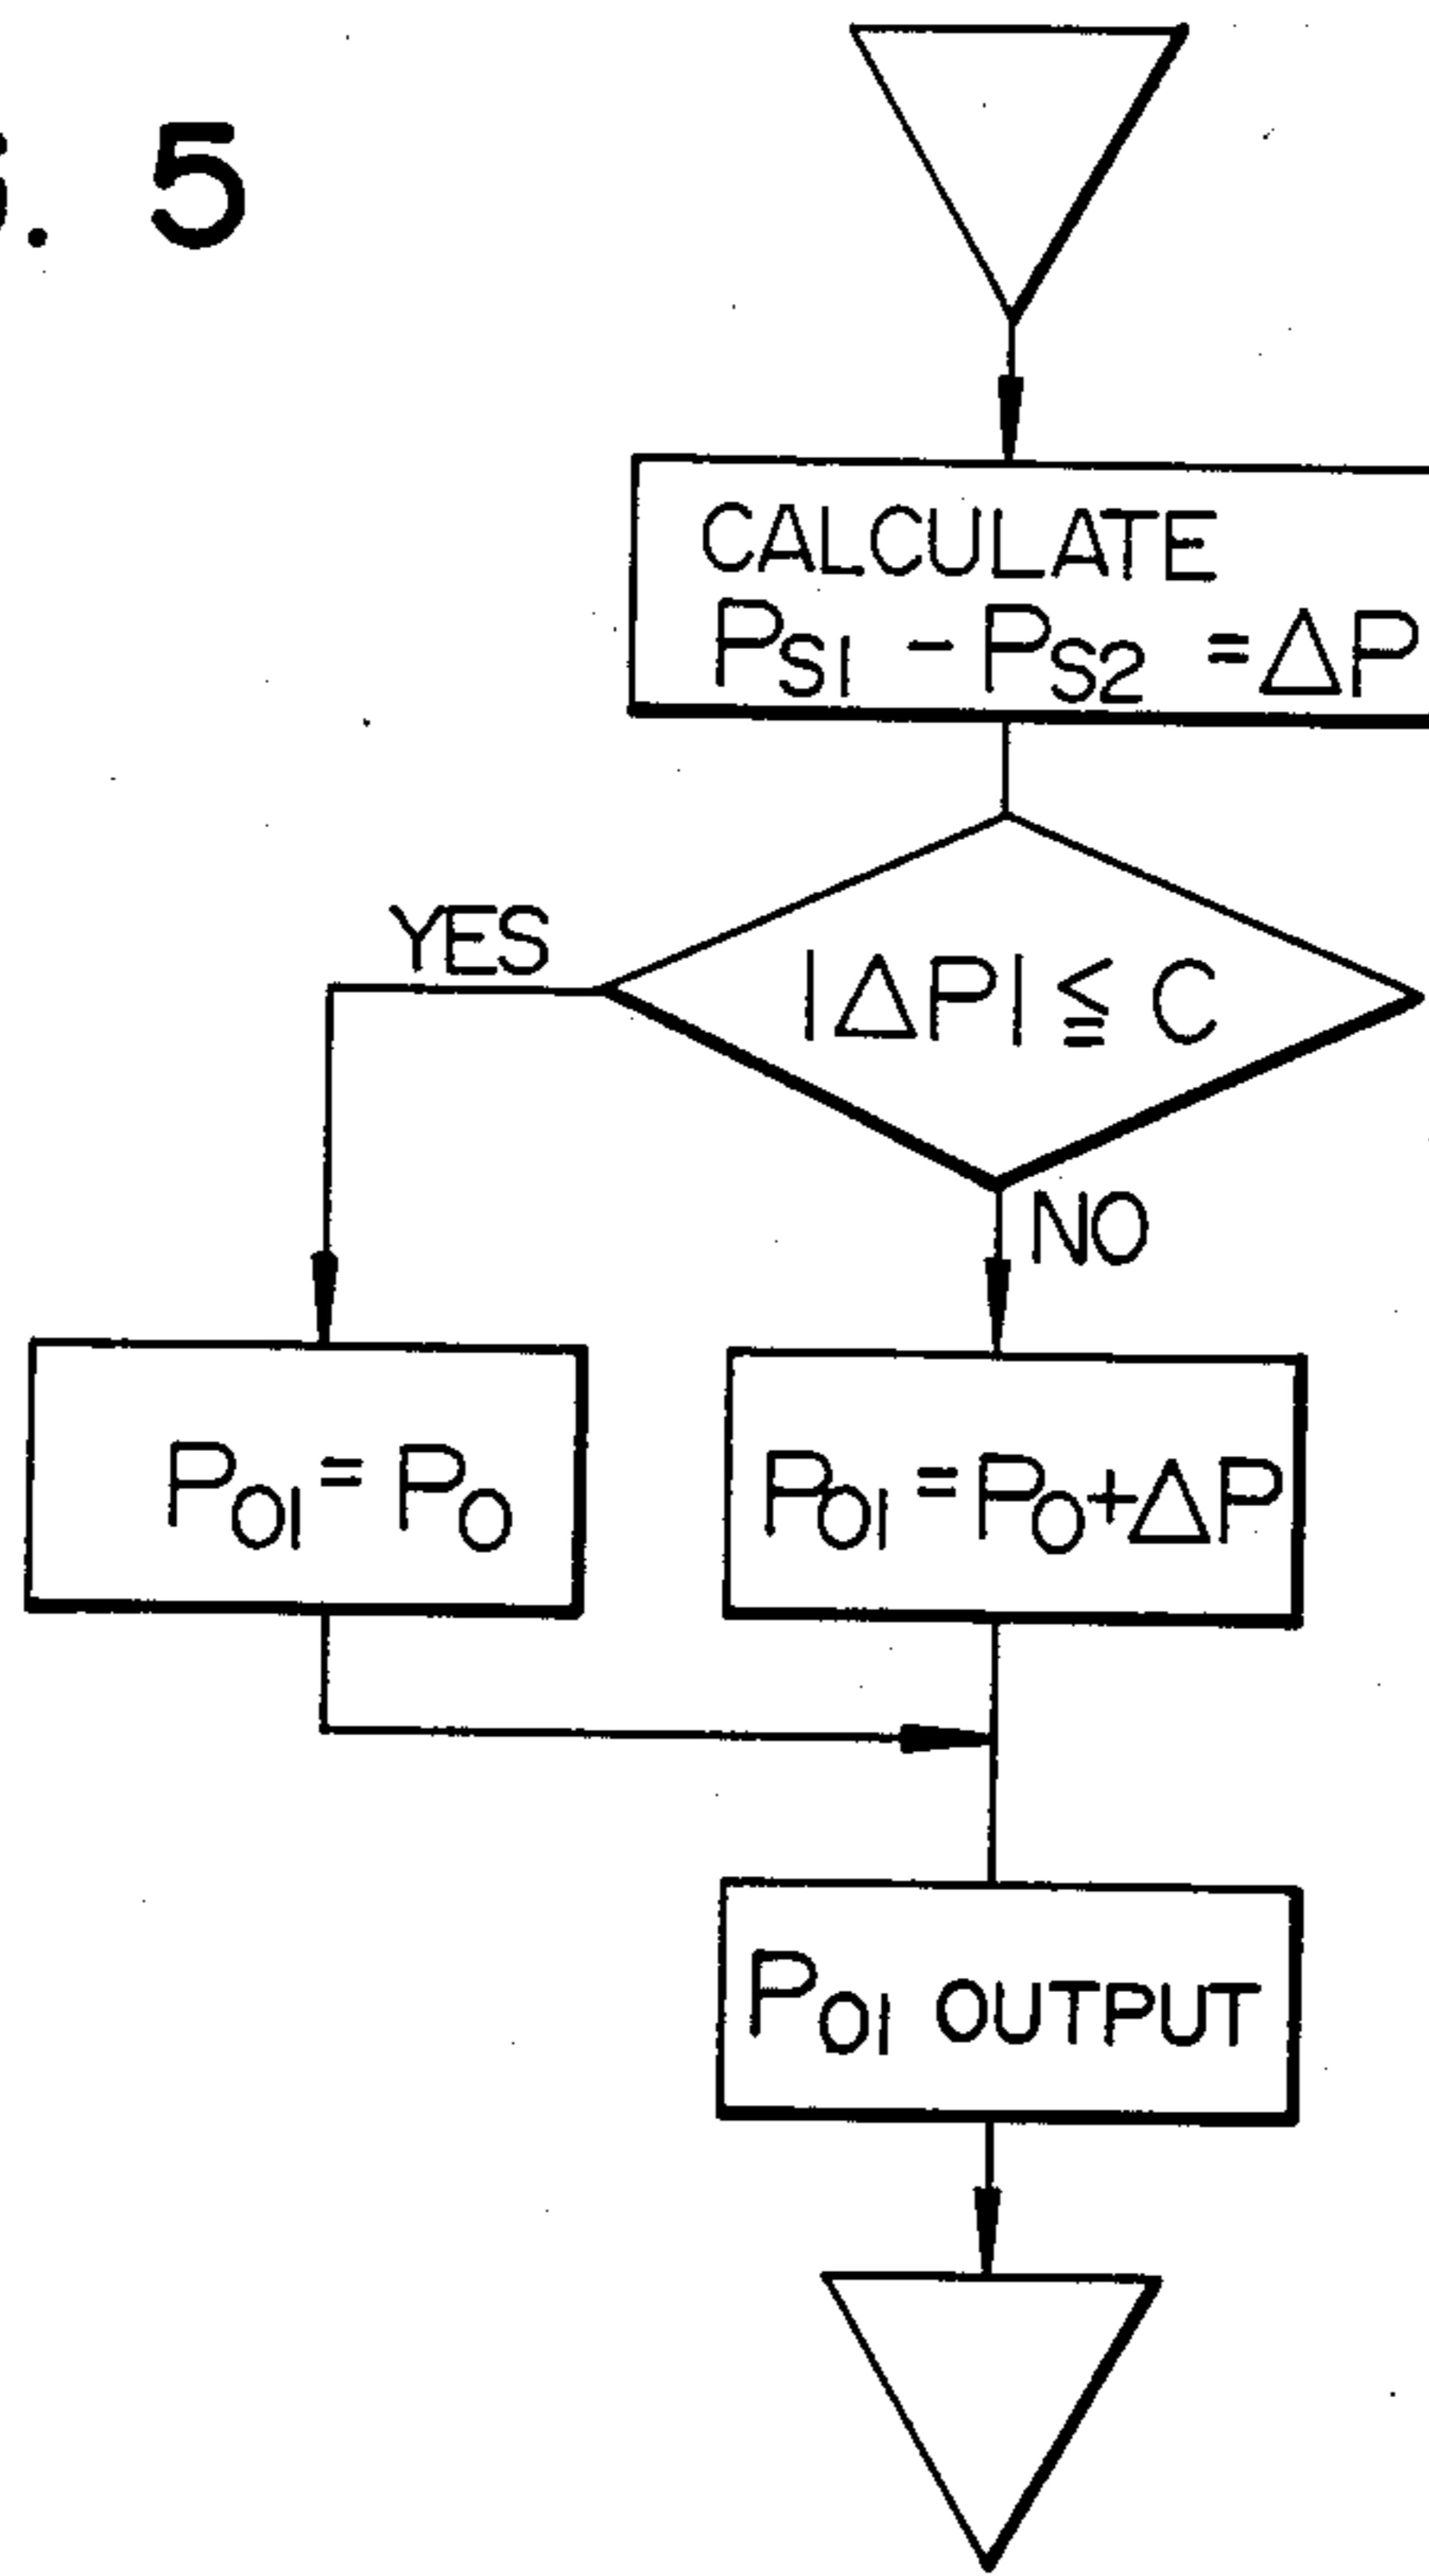 . 5
CALCULATE
PS1 - PS2 = ΔP
YES
|ΔP| ≦ C
NO
PO1 = PO
PO1 = PO+ΔP
PO1 OUTPUT